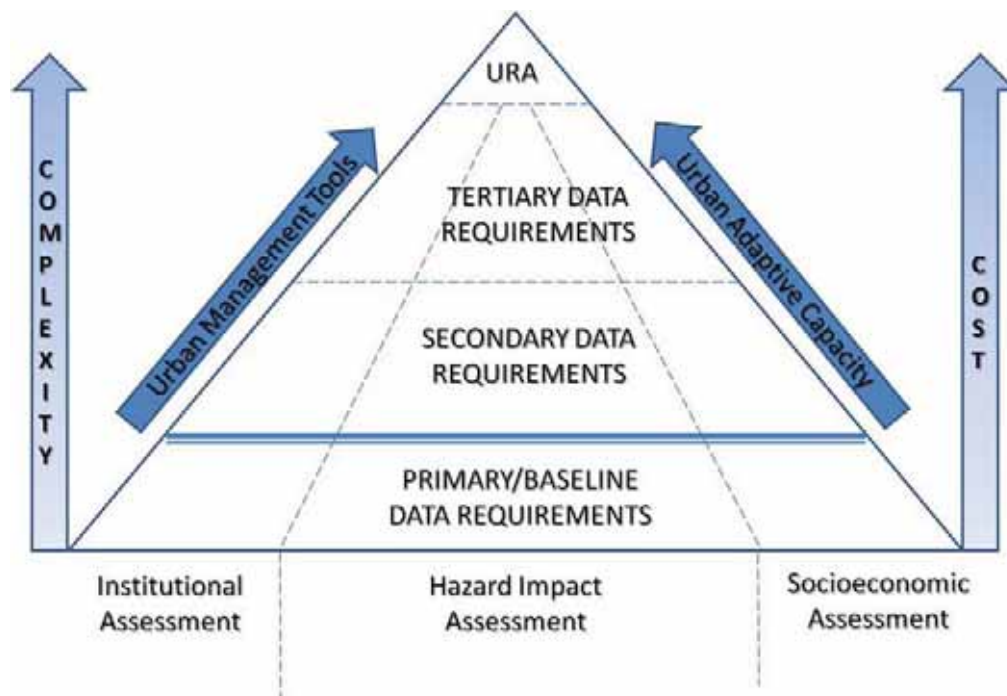 URA
COMPLEXITY
Urban Management Tools
Urban Adaptive Capacity
COST
TERTIARY DATA
REQUIREMENTS
SECONDARY DATA
REQUIREMENTS
PRIMARY/BASELINE
DATA REQUIREMENTS
Institutional
Assessment
Hazard Impact
Assessment
Socioeconomic
Assessment